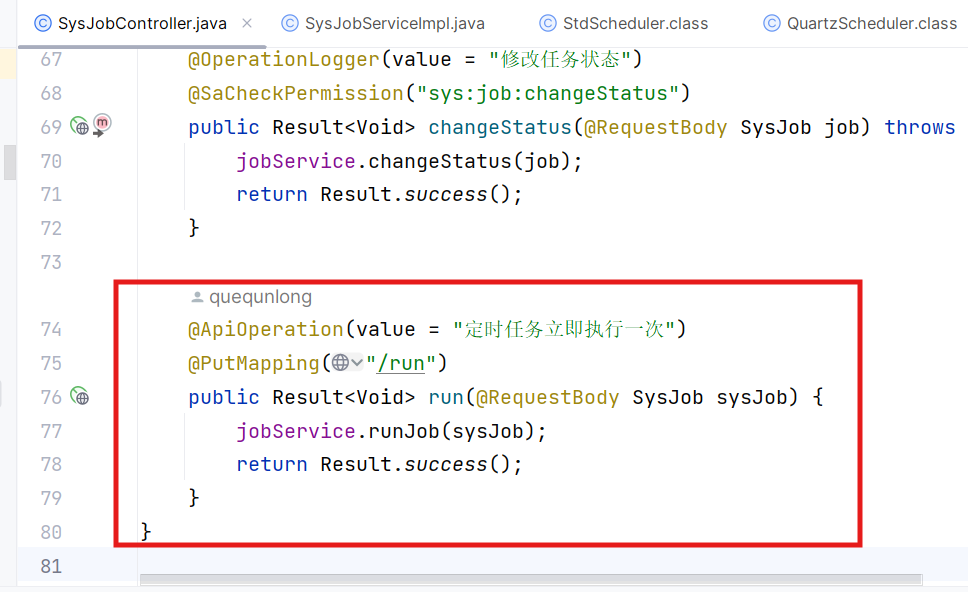 SysJobController.java SysJobServiceImpl.java StdScheduler.class QuartzScheduler.class
67 @OperationLogger(value = "修改任务状态")
68 @SaCheckPermission("sys:job:changeStatus")
69 public Result<Void> changeStatus(@RequestBody SysJob job) throws
70 jobService.changeStatus(job);
71 return Result.success();
72 }
73
quequnlong
74 @ApiOperation(value = "定时任务立即执行一次")
75 @PutMapping("/run")
76 public Result<Void> run(@RequestBody SysJob sysJob) {
77 jobService.runJob(sysJob);
78 return Result.success();
79 }
80 }
81